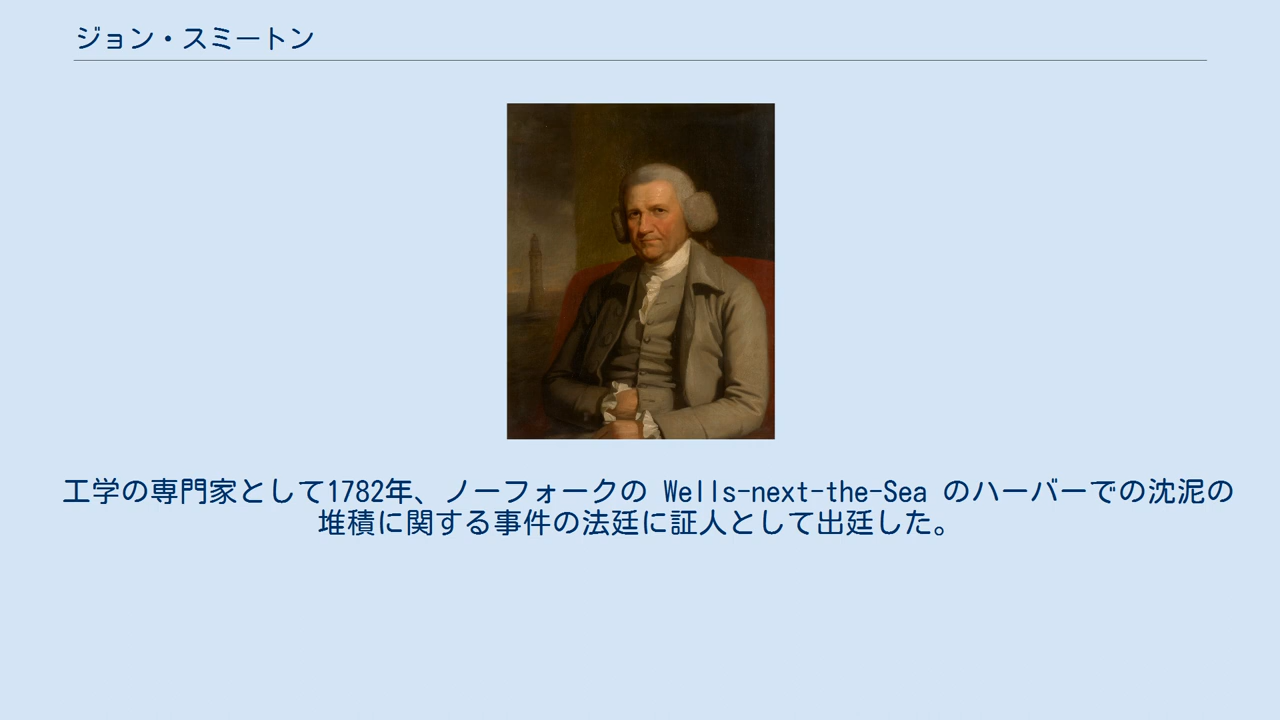 ジョン・スミートン
工学の専門家として1782年、ノーフォークの Wells-next-the-Sea のハーバーでの沈泥の
堆積に関する事件の法廷に証人として出廷した。